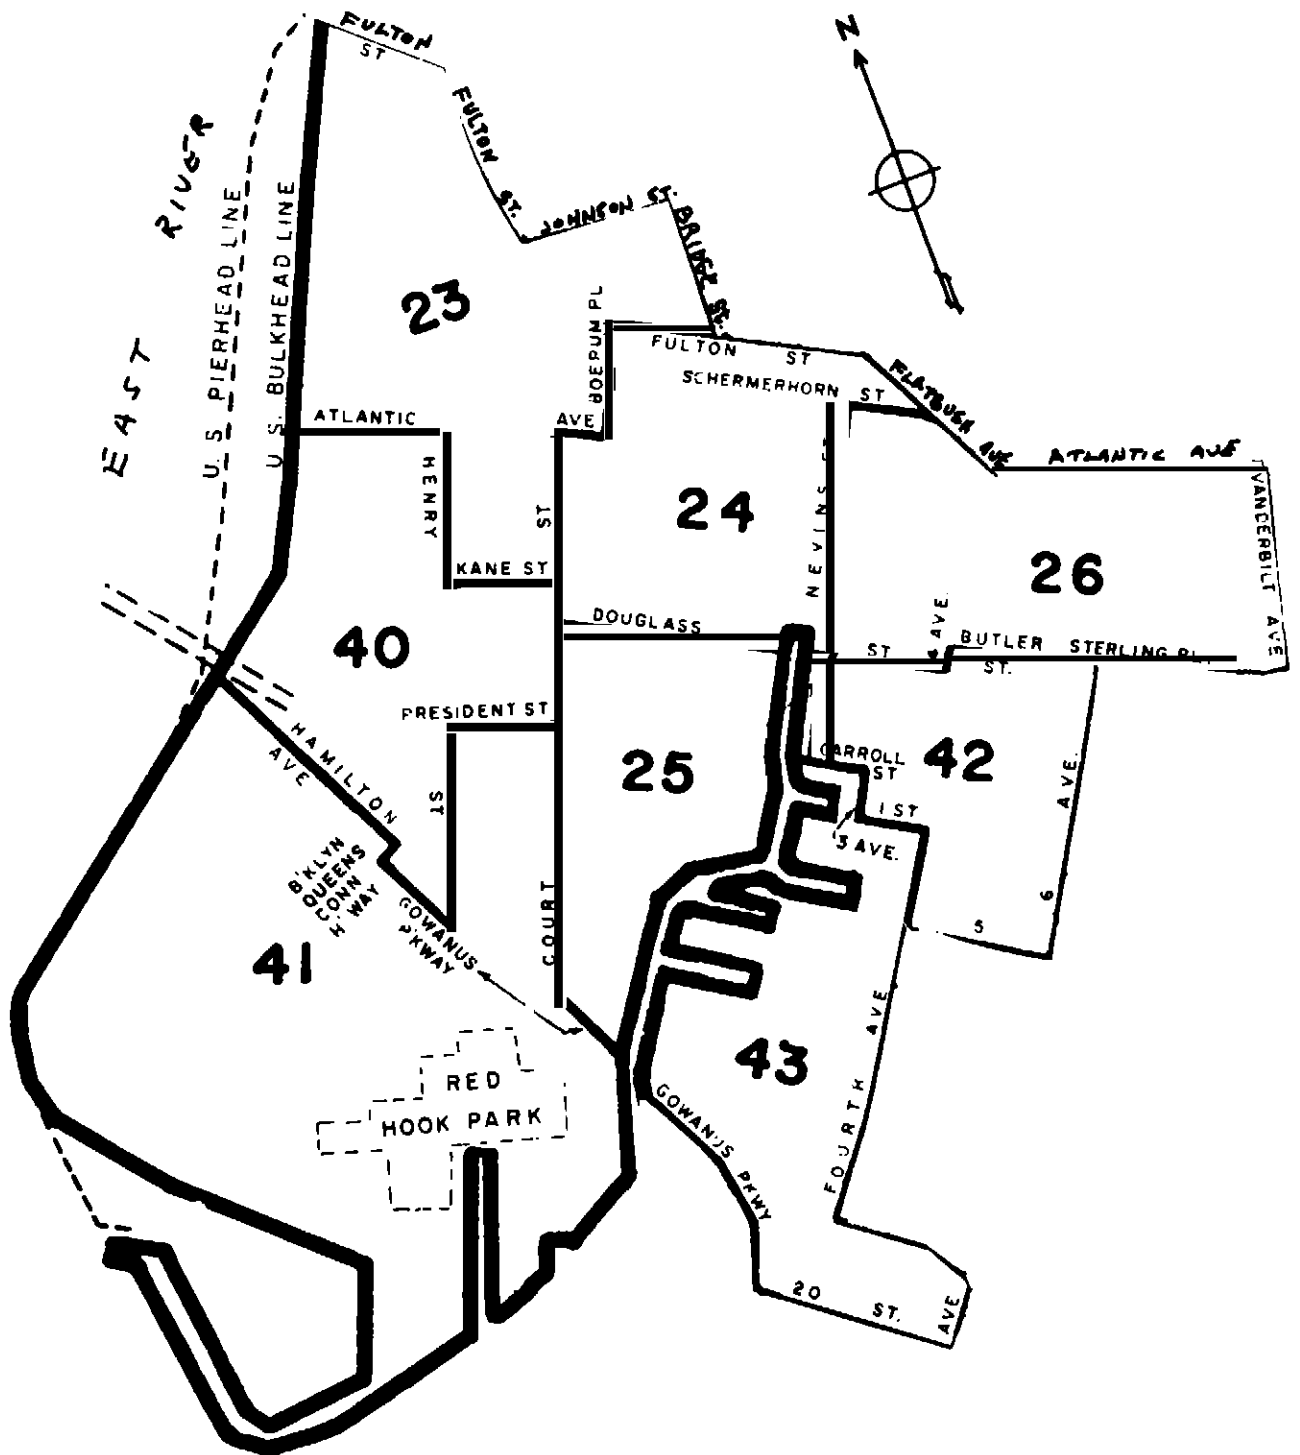 N
FULTON
ST
FULTON
ST.
JOHNSON ST.
BRIDGE ST.
EAST
RIVER
U. S. PIERHEAD LINE
U. S. BULKHEAD LINE
23
BOERUM PL
FULTON ST
SCHERMERHORN ST
FLATBUSH AVE
ATLANTIC AVE
VANDERBILT AVE
ATLANTIC
AVE
HENRY
ST
24
NEVINS ST
26
KANE ST
DOUGLASS
ST
4 AVE.
BUTLER
ST.
STERLING PL.
40
PRESIDENT ST
25
CARROLL
ST
42
1 ST
3 AVE.
6 AVE.
5
HAMILTON
AVE
ST
B'KLYN
QUEENS
CONN
H'WAY
GOWANUS
P'KWAY
COURT
41
43
FOURTH AVE
RED
HOOK PARK
GOWANUS PKWY
20 ST.
AVE